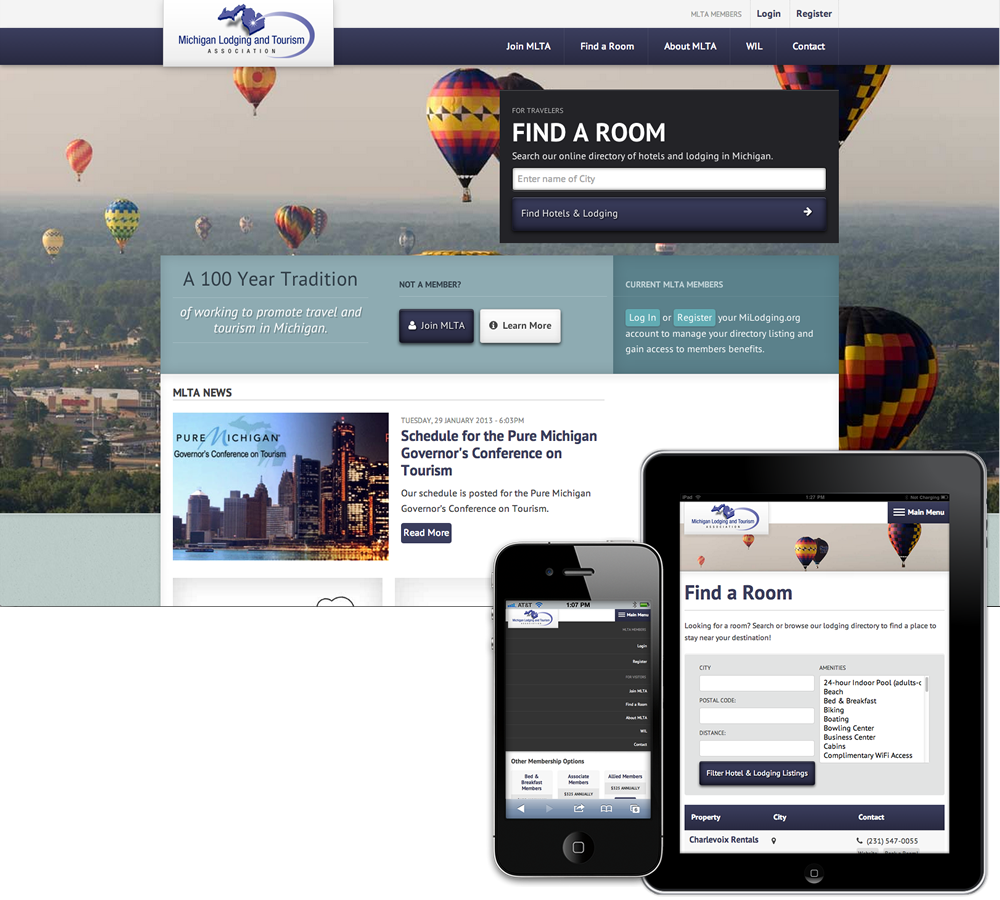 MLTA MEMBERS Login Register
Michigan Lodging and Tourism
ASSOCIATION
Join MLTA Find a Room About MLTA WIL Contact
FOR TRAVELERS
FIND A ROOM
Search our online directory of hotels and lodging in Michigan.
Enter name of City
Find Hotels & Lodging
A 100 Year Tradition
of working to promote travel and
tourism in Michigan.
NOT A MEMBER?
Join MLTA Learn More
CURRENT MLTA MEMBERS
Log In or Register your MiLodging.org
account to manage your directory listing and
gain access to members benefits.
MLTA NEWS
PURE MICHIGAN
Governor's Conference on Tourism
TUESDAY, 29 JANUARY 2013 - 6:03PM
Schedule for the Pure Michigan
Governor's Conference on
Tourism
Our schedule is posted for the Pure Michigan
Governor's Conference on Tourism.
Read More
AT&T 1:07 PM
Michigan Lodging and Tourism
Main Menu
MLTA MEMBERS
Login
Register
FOR VISITORS
Join MLTA
Find a Room
About MLTA
WIL
Contact
Other Membership Options
Bed &
Breakfast
Members
Associate
Members
$325 ANNUALLY
Allied Members
$325 ANNUALLY
iPad 1:27 PM Not Charging
Michigan Lodging and Tourism
ASSOCIATION
Main Menu
Find a Room
Looking for a room? Search or browse our lodging directory to find a place to
stay near your destination!
CITY
POSTAL CODE:
DISTANCE:
AMENITIES
24-hour Indoor Pool (adults-o
Beach
Bed & Breakfast
Biking
Boating
Bowling Center
Business Center
Cabins
Complimentary WiFi Access
Filter Hotel & Lodging Listings
Property City Contact
Charlevoix Rentals (231) 547-0055